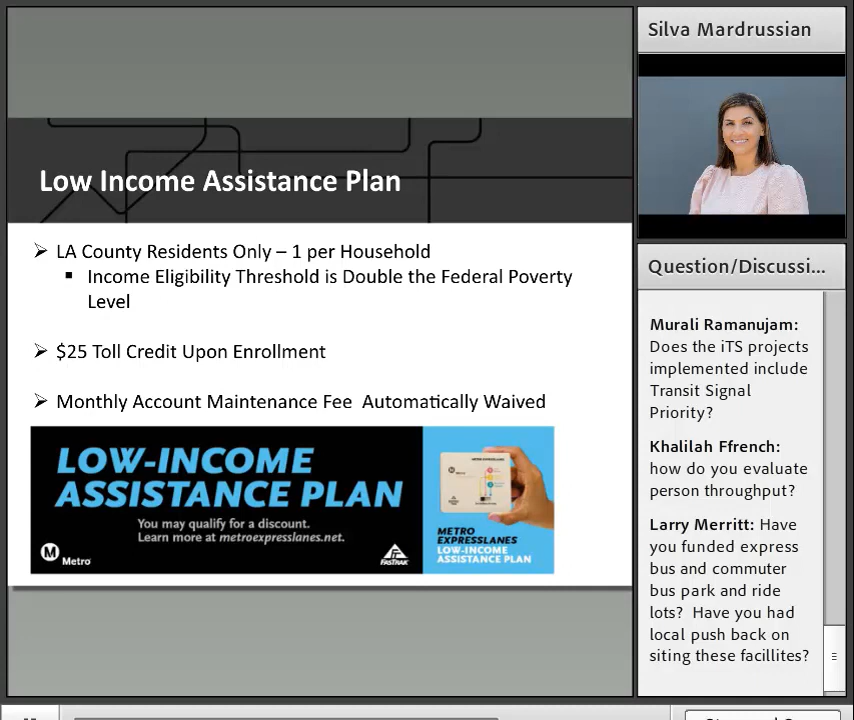 Low Income Assistance Plan
LA County Residents Only – 1 per Household
Income Eligibility Threshold is Double the Federal Poverty
Level
$25 Toll Credit Upon Enrollment
Monthly Account Maintenance Fee  Automatically Waived
LOW-INCOME
ASSISTANCE PLAN
You may qualify for a discount.
Learn more at metroexpresslanes.net.
Metro
FASTRAK
METRO
EXPRESSLANES
LOW-INCOME
ASSISTANCE PLAN
Silva Mardrussian
Question/Discussi...
Murali Ramanujam:
Does the iTS projects
implemented include
Transit Signal
Priority?
Khalilah Ffrench:
how do you evaluate
person throughput?
Larry Merritt: Have
you funded express
bus and commuter
bus park and ride
lots?  Have you had
local push back on
siting these facillites?